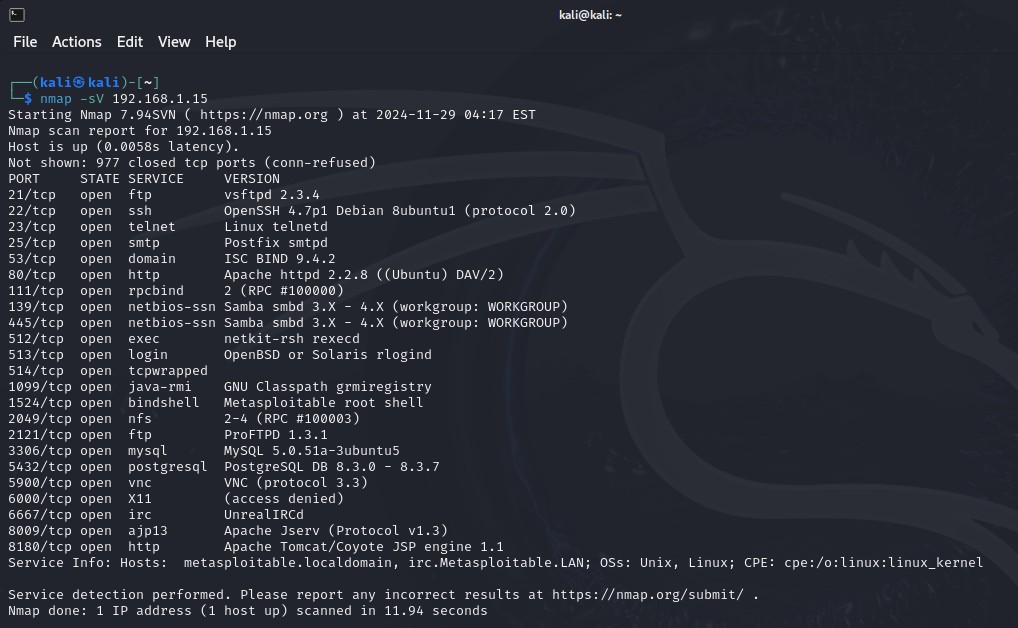 kali@kali: ~
File Actions Edit View Help
┌──(kali㉿kali)-[~]
└─$ nmap -sV 192.168.1.15
Starting Nmap 7.94SVN ( https://nmap.org ) at 2024-11-29 04:17 EST
Nmap scan report for 192.168.1.15
Host is up (0.0058s latency).
Not shown: 977 closed tcp ports (conn-refused)
PORT     STATE SERVICE     VERSION
21/tcp   open  ftp         vsftpd 2.3.4
22/tcp   open  ssh         OpenSSH 4.7p1 Debian 8ubuntu1 (protocol 2.0)
23/tcp   open  telnet      Linux telnetd
25/tcp   open  smtp        Postfix smtpd
53/tcp   open  domain      ISC BIND 9.4.2
80/tcp   open  http        Apache httpd 2.2.8 ((Ubuntu) DAV/2)
111/tcp  open  rpcbind     2 (RPC #100000)
139/tcp  open  netbios-ssn Samba smbd 3.X - 4.X (workgroup: WORKGROUP)
445/tcp  open  netbios-ssn Samba smbd 3.X - 4.X (workgroup: WORKGROUP)
512/tcp  open  exec        netkit-rsh rexecd
513/tcp  open  login       OpenBSD or Solaris rlogind
514/tcp  open  tcpwrapped
1099/tcp open  java-rmi    GNU Classpath grmiregistry
1524/tcp open  bindshell   Metasploitable root shell
2049/tcp open  nfs         2-4 (RPC #100003)
2121/tcp open  ftp         ProFTPD 1.3.1
3306/tcp open  mysql       MySQL 5.0.51a-3ubuntu5
5432/tcp open  postgresql  PostgreSQL DB 8.3.0 - 8.3.7
5900/tcp open  vnc         VNC (protocol 3.3)
6000/tcp open  X11         (access denied)
6667/tcp open  irc         UnrealIRCd
8009/tcp open  ajp13       Apache Jserv (Protocol v1.3)
8180/tcp open  http        Apache Tomcat/Coyote JSP engine 1.1
Service Info: Hosts:  metasploitable.localdomain, irc.Metasploitable.LAN; OSs: Unix, Linux; CPE: cpe:/o:linux:linux_kernel
Service detection performed. Please report any incorrect results at https://nmap.org/submit/ .
Nmap done: 1 IP address (1 host up) scanned in 11.94 seconds